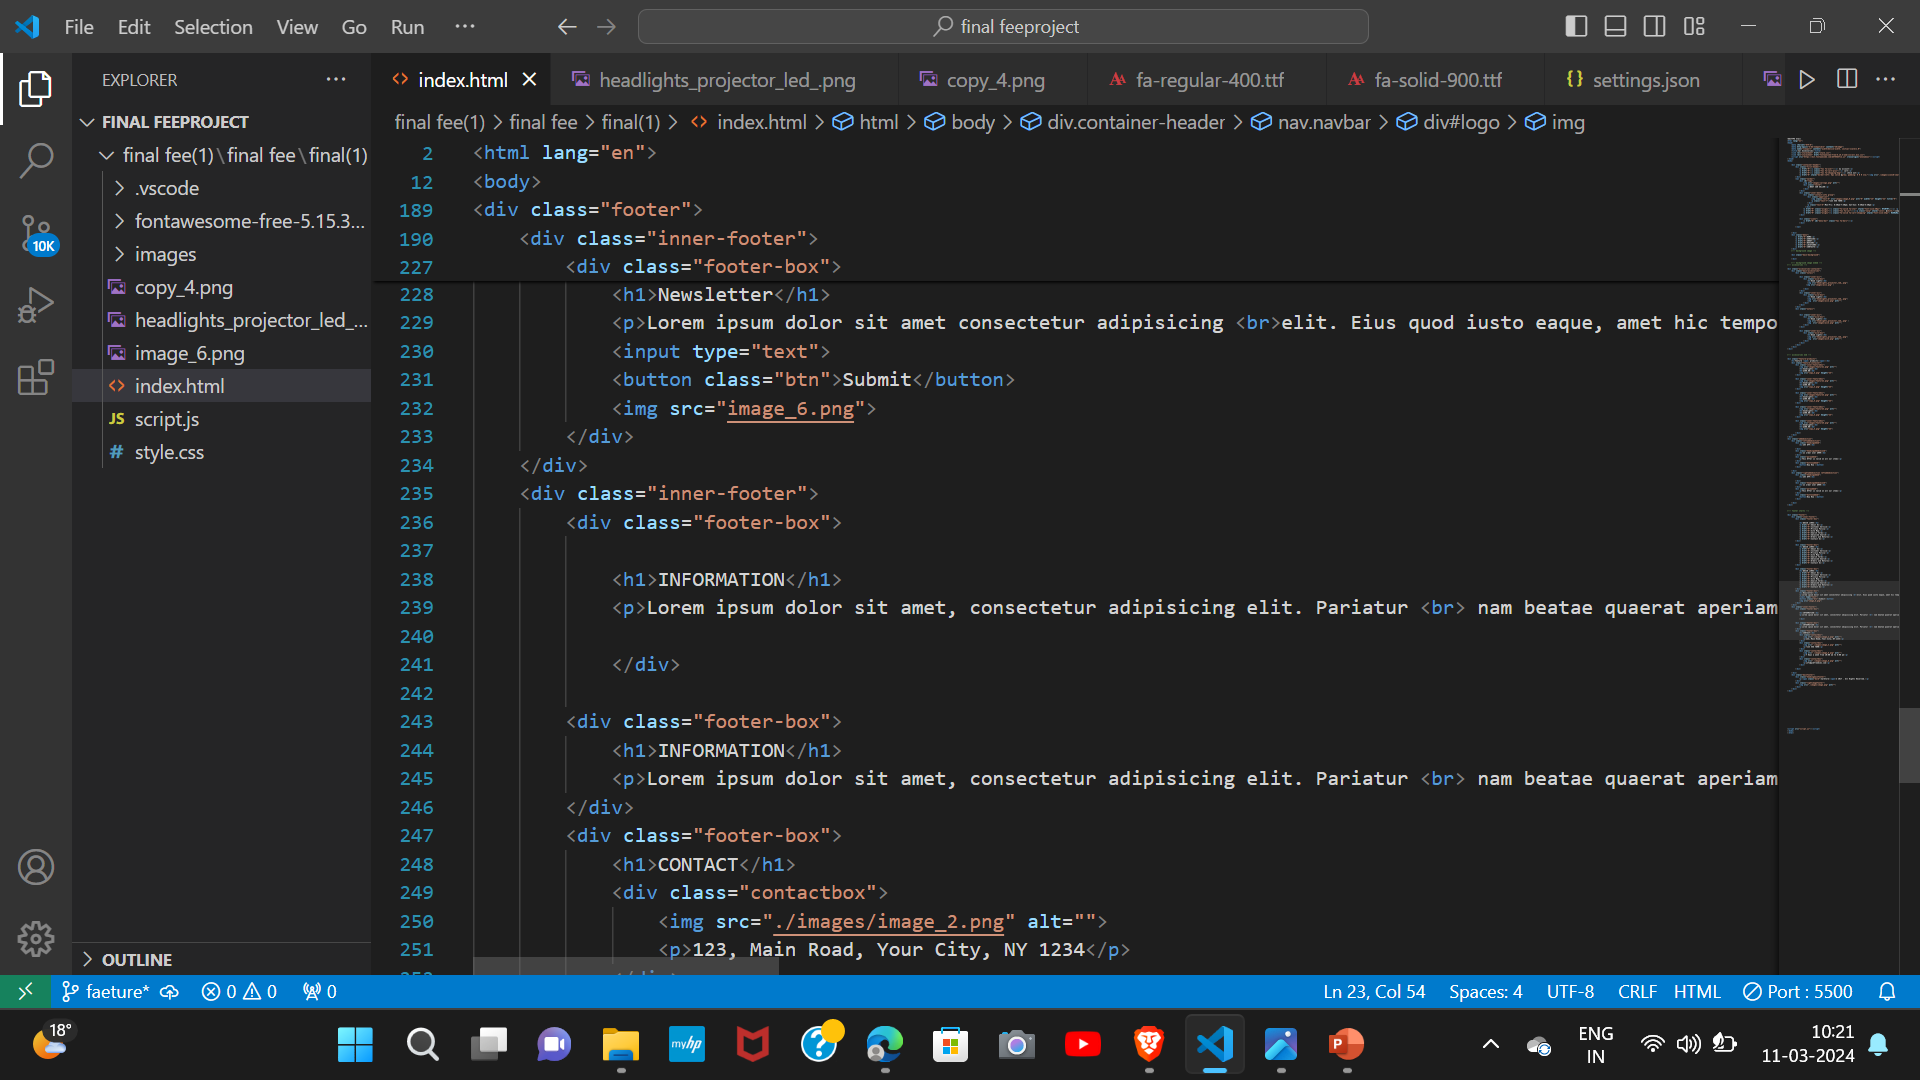 File Edit Selection View Go Run ··· final feeproject
EXPLORER ···
index.html headlights_projector_led_.png copy_4.png fa-regular-400.ttf fa-solid-900.ttf settings.json
FINAL FEEPROJECT
final fee(1) > final fee > final(1) > index.html > html > body > div.container-header > nav.navbar > div#logo > img
final fee(1)\final fee\final(1)
.vscode
fontawesome-free-5.15.3...
images
copy_4.png
headlights_projector_led_...
image_6.png
index.html
JS script.js
# style.css
10K
OUTLINE
2 <html lang="en">
12 <body>
189 <div class="footer">
190 <div class="inner-footer">
227 <div class="footer-box">
228 <h1>Newsletter</h1>
229 <p>Lorem ipsum dolor sit amet consectetur adipisicing <br>elit. Eius quod iusto eaque, amet hic tempo
230 <input type="text">
231 <button class="btn">Submit</button>
232 <img src="image_6.png">
233 </div>
234 </div>
235 <div class="inner-footer">
236 <div class="footer-box">
237
238 <h1>INFORMATION</h1>
239 <p>Lorem ipsum dolor sit amet, consectetur adipisicing elit. Pariatur <br> nam beatae quaerat aperiam
240
241 </div>
242
243 <div class="footer-box">
244 <h1>INFORMATION</h1>
245 <p>Lorem ipsum dolor sit amet, consectetur adipisicing elit. Pariatur <br> nam beatae quaerat aperiam
246 </div>
247 <div class="footer-box">
248 <h1>CONTACT</h1>
249 <div class="contactbox">
250 <img src="./images/image_2.png" alt="">
251 <p>123, Main Road, Your City, NY 1234</p>
faeture* 0 0 0 Ln 23, Col 54 Spaces: 4 UTF-8 CRLF HTML Port : 5500
18° myhp P ENG
IN
10:21
11-03-2024